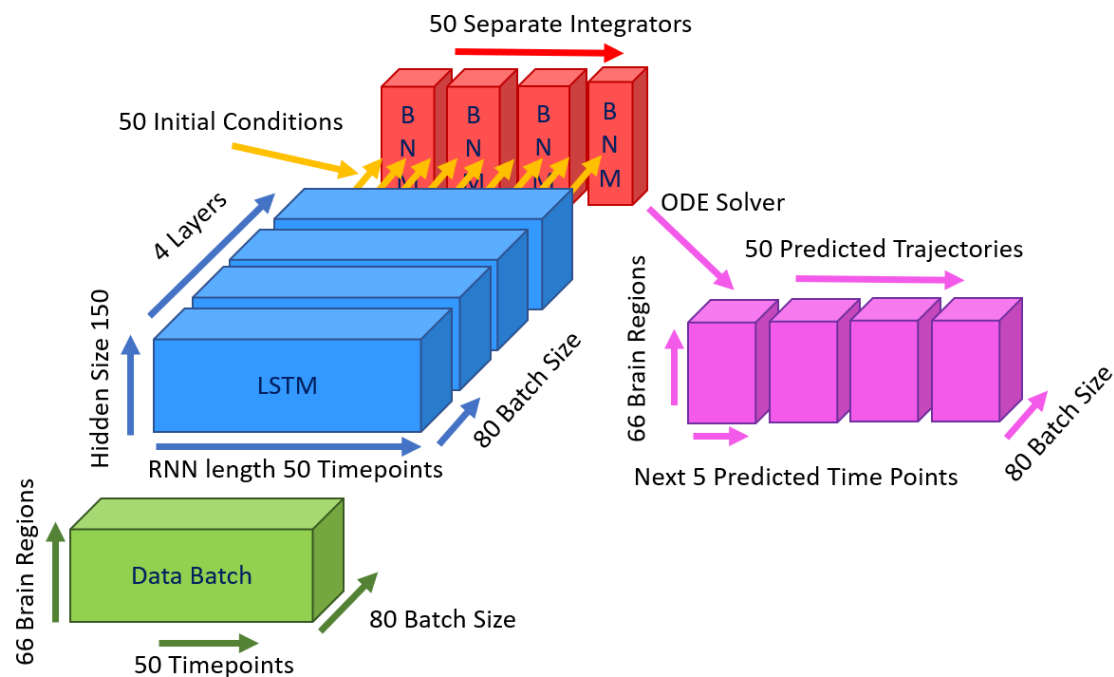 50 Separate Integrators
50 Initial Conditions
B
N
M
B
N
M
B
N
M
B
N
M
4 Layers
ODE Solver
50 Predicted Trajectories
Hidden Size 150
LSTM
80 Batch Size
RNN length 50 Timepoints
66 Brain Regions
80 Batch Size
Next 5 Predicted Time Points
66 Brain Regions
Data Batch
80 Batch Size
50 Timepoints